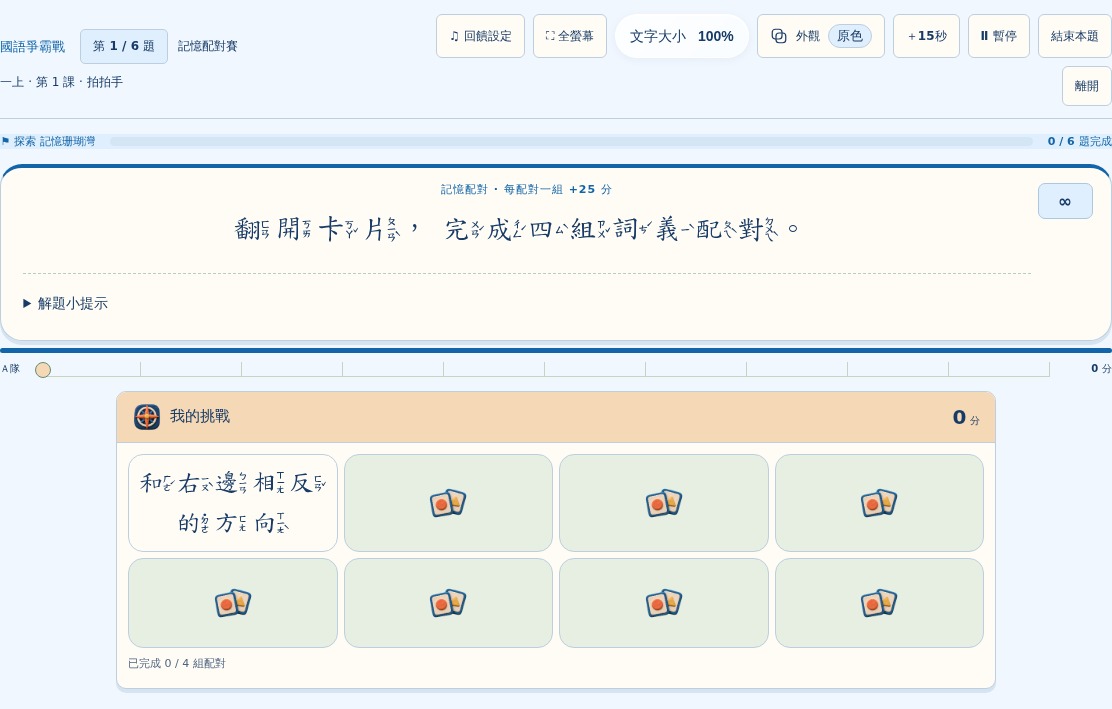 國語爭霸戰 第 1 / 6 題 記憶配對賽
♫ 回饋設定 ⛶ 全螢幕 文字大小 100% 外觀 原色 +15秒 ⏸ 暫停 結束本題
一上 · 第 1 課 · 拍拍手
離開
⚑ 探索 記憶珊瑚灣 0 / 6 題完成
記憶配對 · 每配對一組 +25 分
∞
翻開卡片， 完成四組詞義配對。
▶ 解題小提示
A隊 0 分
我的挑戰 0 分
和右邊相反
的方向
已完成 0 / 4 組配對